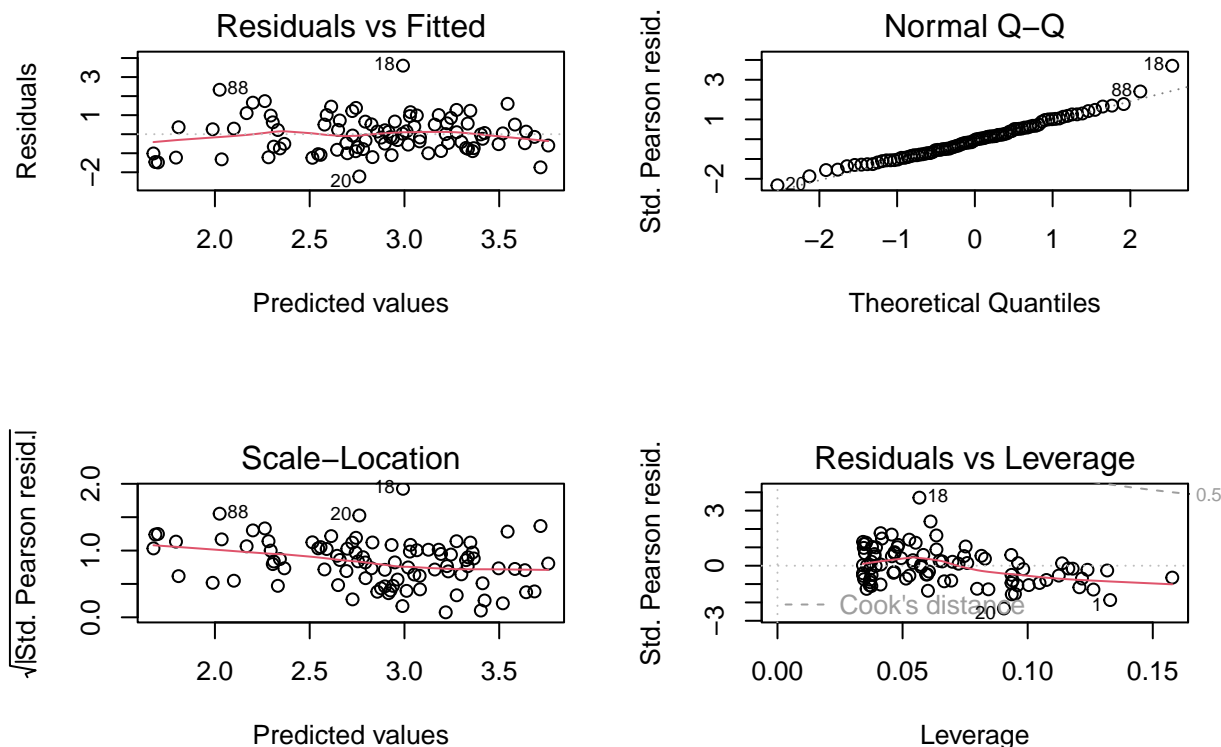 Residuals vs Fitted
Residuals
3
1
−2
18
88
20
2.0 2.5 3.0 3.5
Predicted values
Normal Q−Q
Std. Pearson resid.
3
1
−2
18
88
20
−2 −1 0 1 2
Theoretical Quantiles
Scale−Location
√|Std. Pearson resid.|
2.0
1.0
0.0
18
88
20
2.0 2.5 3.0 3.5
Predicted values
Residuals vs Leverage
Std. Pearson resid.
3
0
−3
18
0.5
Cook's distance
1
20
0.00 0.05 0.10 0.15
Leverage